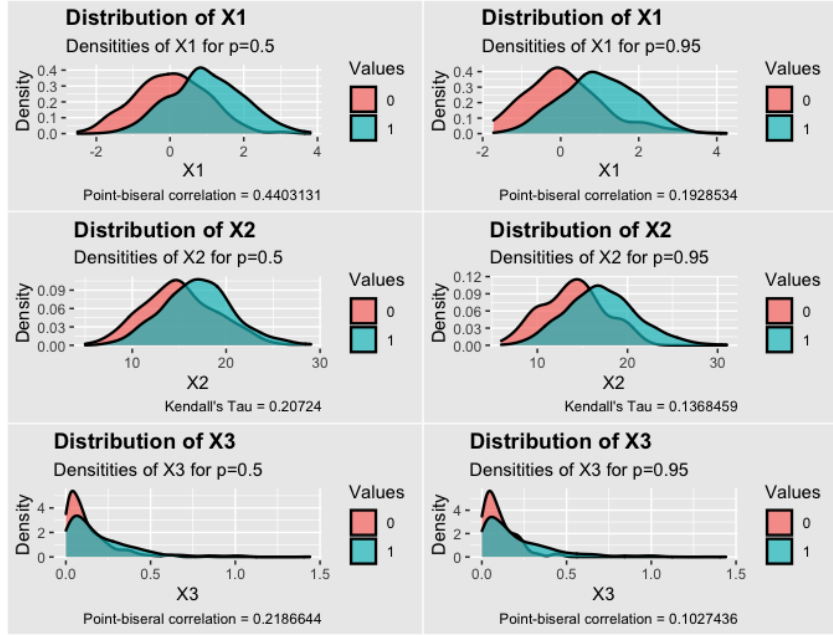 Distribution of X1
Densitities of X1 for p=0.5
Density
0.4
0.3
0.2
0.1
0.0
-2 0 2 4
X1
Values
0
1
Point-biseral correlation = 0.4403131
Distribution of X1
Densitities of X1 for p=0.95
Density
0.4
0.3
0.2
0.1
0.0
-2 0 2 4
X1
Values
0
1
Point-biseral correlation = 0.1928534
Distribution of X2
Densitities of X2 for p=0.5
Density
0.09
0.06
0.03
0.00
10 20 30
X2
Values
0
1
Kendall's Tau = 0.20724
Distribution of X2
Densitities of X2 for p=0.95
Density
0.12
0.09
0.06
0.03
0.00
10 20 30
X2
Values
0
1
Kendall's Tau = 0.1368459
Distribution of X3
Densitities of X3 for p=0.5
Density
4
2
0
0.0 0.5 1.0 1.5
X3
Values
0
1
Point-biseral correlation = 0.2186644
Distribution of X3
Densitities of X3 for p=0.95
Density
4
2
0
0.0 0.5 1.0 1.5
X3
Values
0
1
Point-biseral correlation = 0.1027436